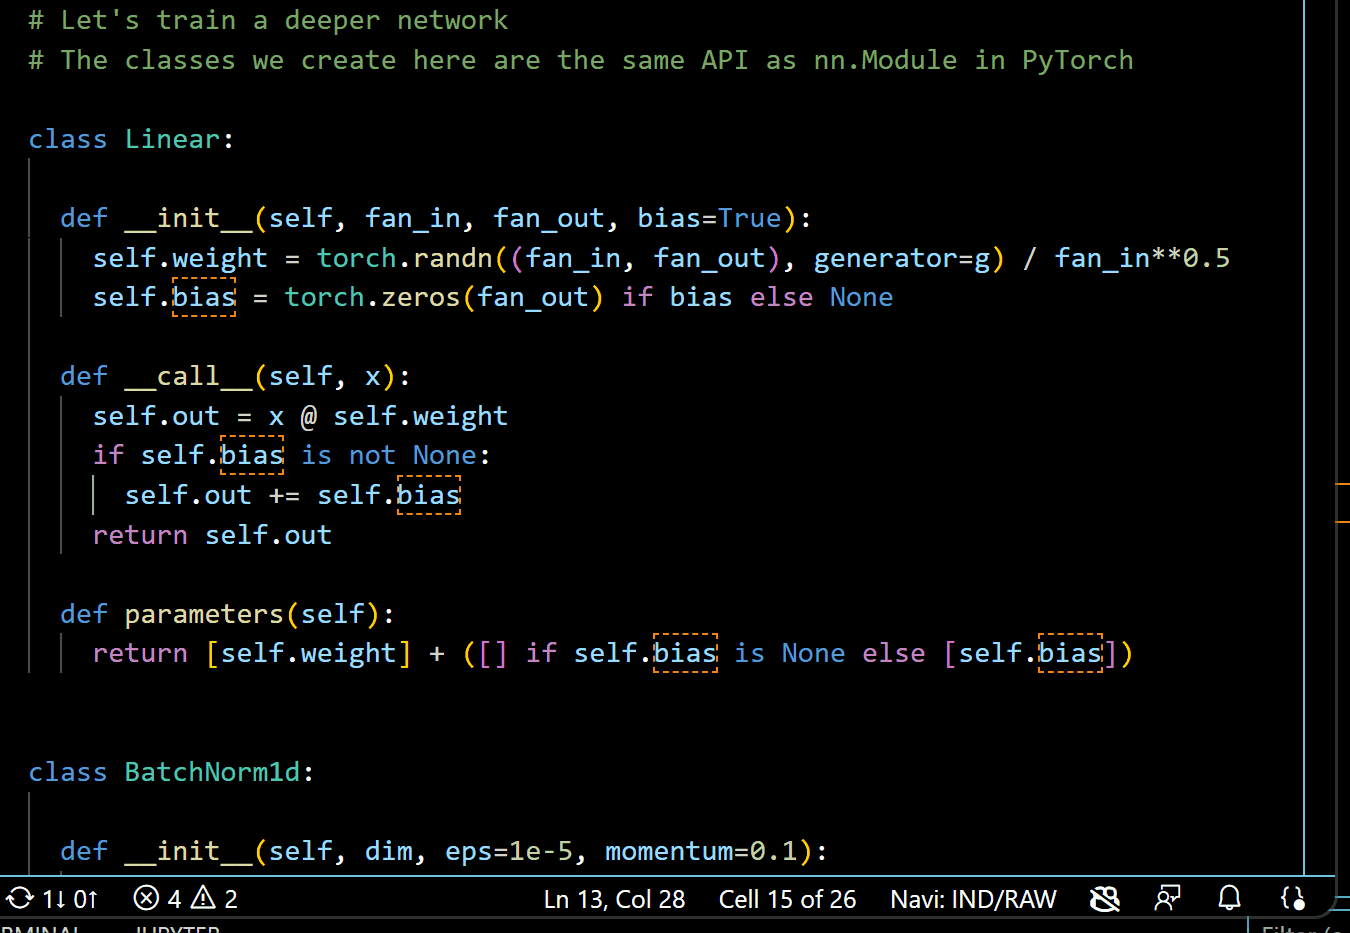 # Let's train a deeper network
# The classes we create here are the same API as nn.Module in PyTorch
class Linear:
def __init__(self, fan_in, fan_out, bias=True):
self.weight = torch.randn((fan_in, fan_out), generator=g) / fan_in**0.5
self.bias = torch.zeros(fan_out) if bias else None
def __call__(self, x):
self.out = x @ self.weight
if self.bias is not None:
self.out += self.bias
return self.out
def parameters(self):
return [self.weight] + ([] if self.bias is None else [self.bias])
class BatchNorm1d:
def __init__(self, dim, eps=1e-5, momentum=0.1):
1↓ 0↑ 4 2 Ln 13, Col 28 Cell 15 of 26 Navi: IND/RAW
JUPYTER